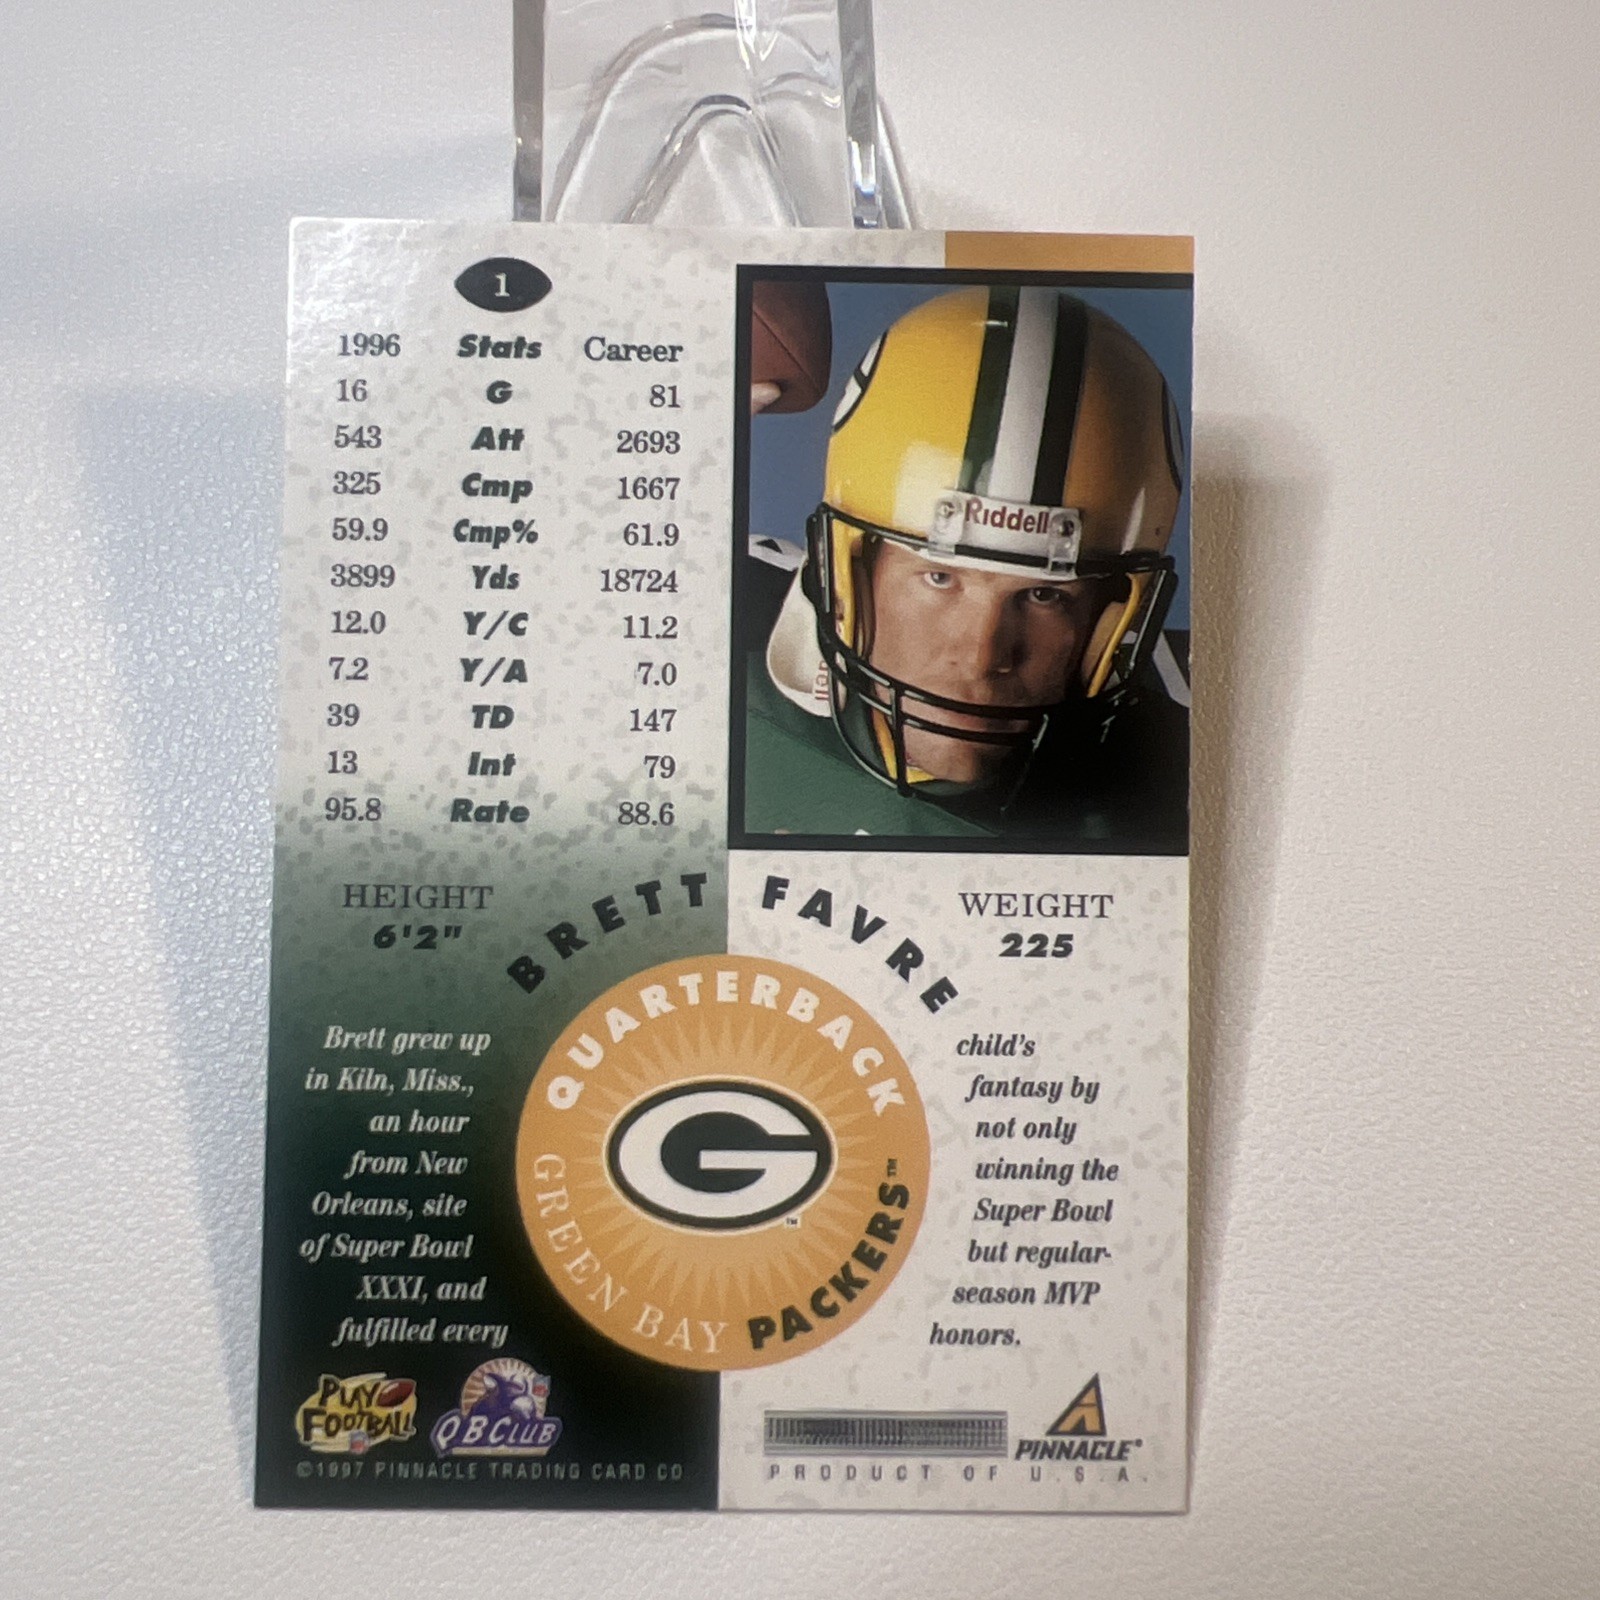 1
1996 Stats Career
16 G 81
543 Att 2693
325 Cmp 1667
59.9 Cmp% 61.9
3899 Yds 18724
12.0 Y/C 11.2
7.2 Y/A 7.0
39 TD 147
13 Int 79
95.8 Rate 88.6
Riddell
dell
HEIGHT
6'2"
BRETT FAVRE
WEIGHT
225
QUARTERBACK
G
TM
GREEN BAY PACKERS™
Brett grew up
in Kiln, Miss.,
an hour
from New
Orleans, site
of Super Bowl
XXXI, and
fulfilled every
child's
fantasy by
not only
winning the
Super Bowl
but regular-
season MVP
honors.
PLAY
FOOTBALL
QB CLUB
PINNACLE®
©1997 PINNACLE TRADING CARD CO
PRODUCT OF U.S.A.